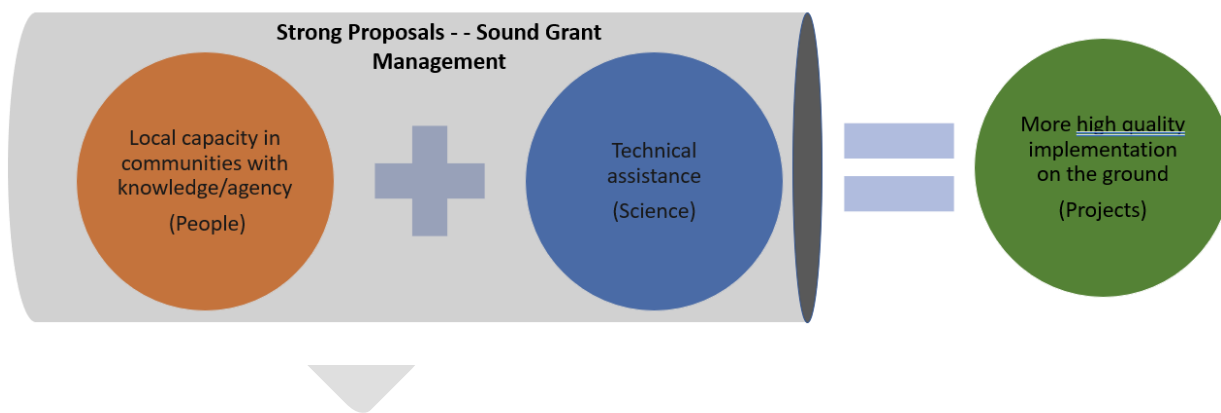 Strong Proposals - - Sound Grant
Management
Local capacity in
communities with
knowledge/agency
(People)
Technical
assistance
(Science)
More high quality
implementation
on the ground
(Projects)